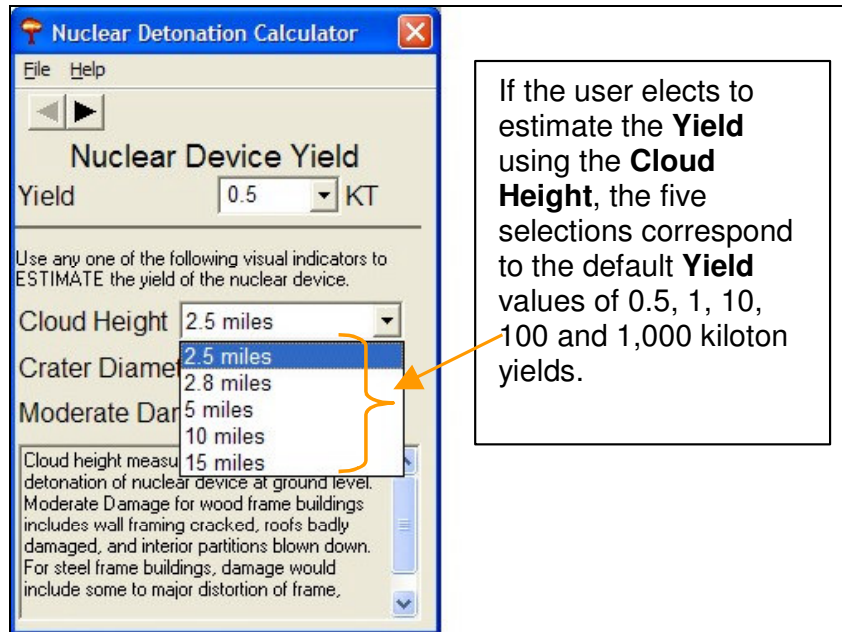 Nuclear Detonation Calculator
File Help
Nuclear Device Yield
Yield 0.5 KT
Use any one of the following visual indicators to
ESTIMATE the yield of the nuclear device.
Cloud Height 2.5 miles
Crater
2.5 miles
2.8 miles
Moderate
5 miles
10 miles
15 miles
Cloud height
detonation of nuclear device at ground level.
Moderate Damage for wood frame buildings
includes wall framing cracked, roofs badly
damaged, and interior partitions blown down.
For steel frame buildings, damage would
include some to major distortion of frame,
If the user elects to
estimate the Yield
using the Cloud
Height, the five
selections correspond
to the default Yield
values of 0.5, 1, 10,
100 and 1,000 kiloton
yields.